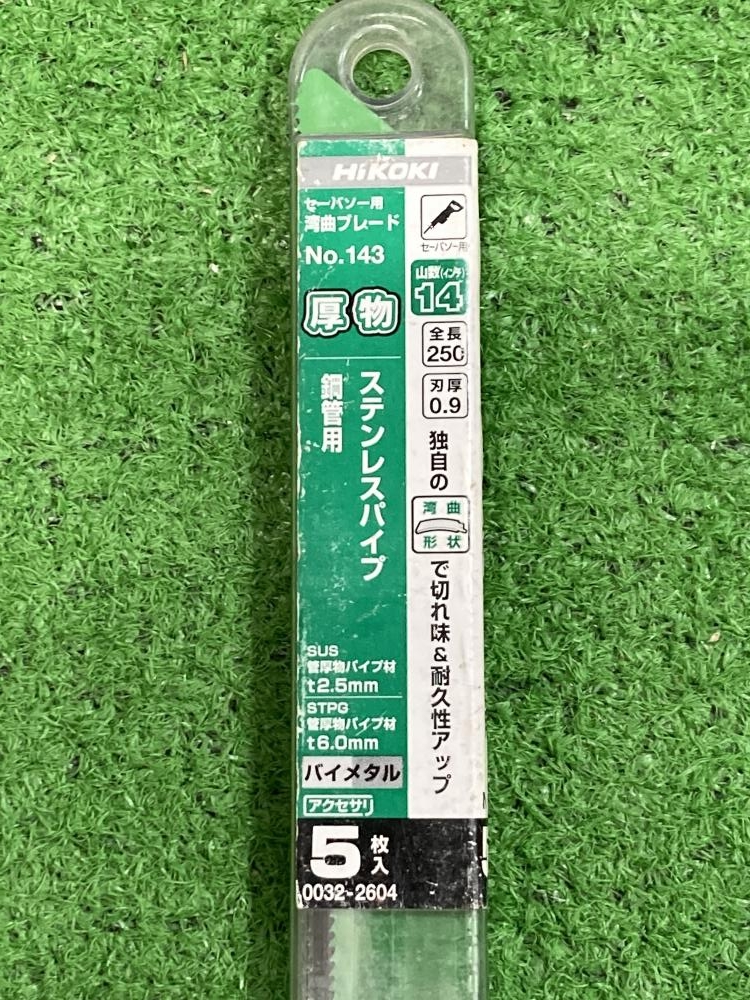 HiKOKI
セーバソー用
湾曲ブレード
No.143
厚物
ステンレスパイプ
鋼管用
SUS
管厚物パイプ材
t2.5mm
STPG
管厚物パイプ材
t6.0mm
バイメタル
アクセサリ
5枚入
0032-2604
セーバソー用
山数(インチ)
14
全長
250
刃厚
0.9
独自の
湾曲
形状
で切れ味&耐久性アップ